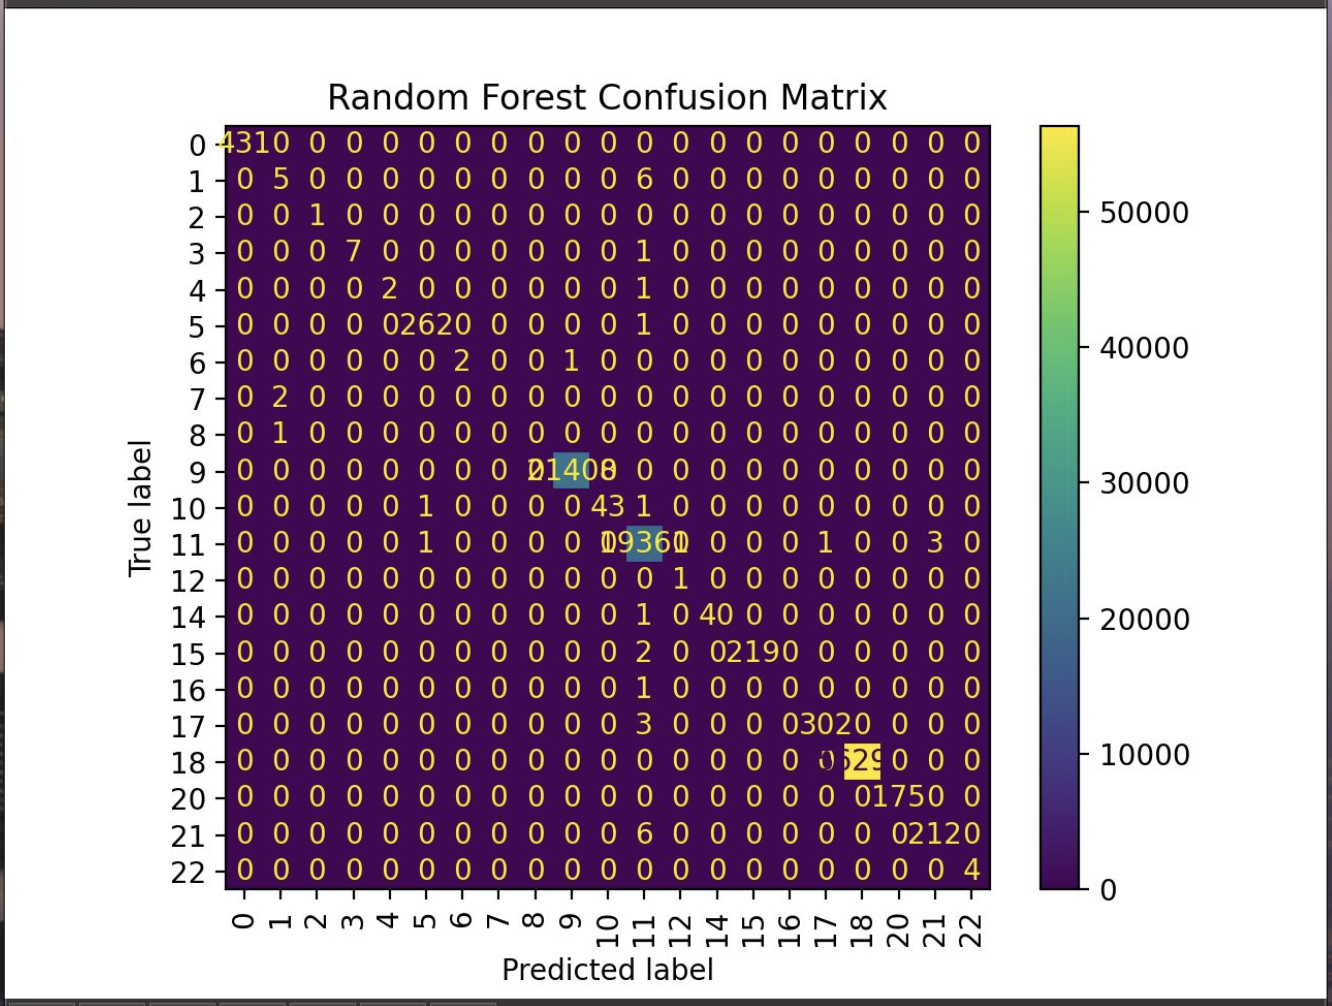 Random Forest Confusion Matrix
0 431 0 0 0 0 0 0 0 0 0 0 0 0 0 0 0 0 0 0 0 0
1 0 5 0 0 0 0 0 0 0 0 0 6 0 0 0 0 0 0 0 0 0
2 0 0 1 0 0 0 0 0 0 0 0 0 0 0 0 0 0 0 0 0 0
3 0 0 0 7 0 0 0 0 0 0 0 1 0 0 0 0 0 0 0 0 0
4 0 0 0 0 2 0 0 0 0 0 0 1 0 0 0 0 0 0 0 0 0
5 0 0 0 0 0 262 0 0 0 0 0 1 0 0 0 0 0 0 0 0 0
6 0 0 0 0 0 0 2 0 0 1 0 0 0 0 0 0 0 0 0 0 0
7 0 2 0 0 0 0 0 0 0 0 0 0 0 0 0 0 0 0 0 0 0
8 0 1 0 0 0 0 0 0 0 0 0 0 0 0 0 0 0 0 0 0 0
9 0 0 0 0 0 0 0 0 0 0 0 0 0 0 0 0 0 0 0
10 0 0 0 0 0 1 0 0 0 0 43 1 0 0 0 0 0 0 0 0 0
11 0 0 0 0 0 1 0 0 0 0 0 0 0 1 0 0 3 0
12 0 0 0 0 0 0 0 0 0 0 0 0 1 0 0 0 0 0 0 0 0
14 0 0 0 0 0 0 0 0 0 0 0 1 0 40 0 0 0 0 0 0 0
15 0 0 0 0 0 0 0 0 0 0 0 2 0 0 219 0 0 0 0 0 0
16 0 0 0 0 0 0 0 0 0 0 0 1 0 0 0 0 0 0 0 0 0
17 0 0 0 0 0 0 0 0 0 0 0 3 0 0 0 0 302 0 0 0 0
18 0 0 0 0 0 0 0 0 0 0 0 0 0 0 0 0 0 0 0
20 0 0 0 0 0 0 0 0 0 0 0 0 0 0 0 0 0 0 175 0 0
21 0 0 0 0 0 0 0 0 0 0 0 6 0 0 0 0 0 0 0 212 0
22 0 0 0 0 0 0 0 0 0 0 0 0 0 0 0 0 0 0 0 0 4
0 1 2 3 4 5 6 7 8 9 10 11 12 14 15 16 17 18 20 21 22
True label
Predicted label
50000
40000
30000
20000
10000
0